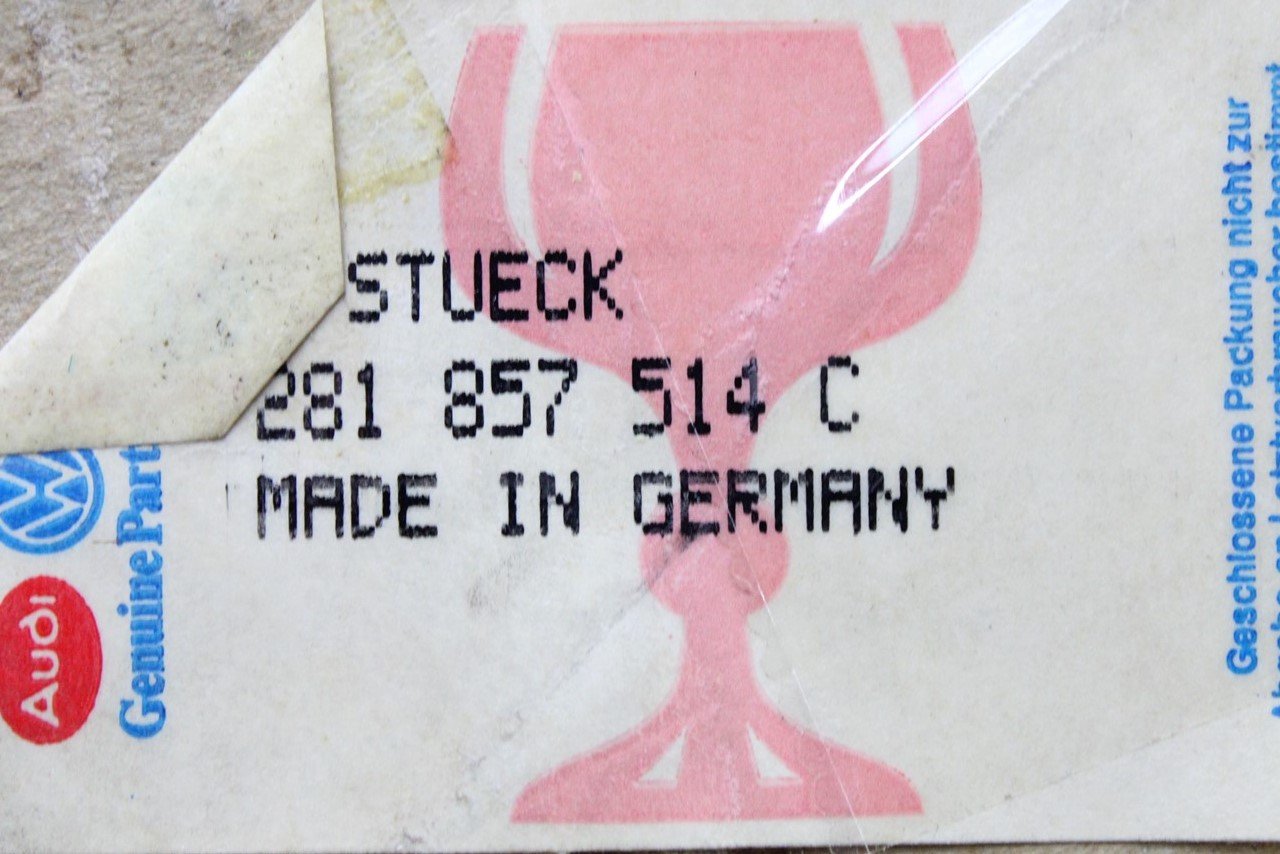 STUECK
281 857 514 C
MADE IN GERMANY
Audi
Genuine Part
Geschlossene Packung nicht zur